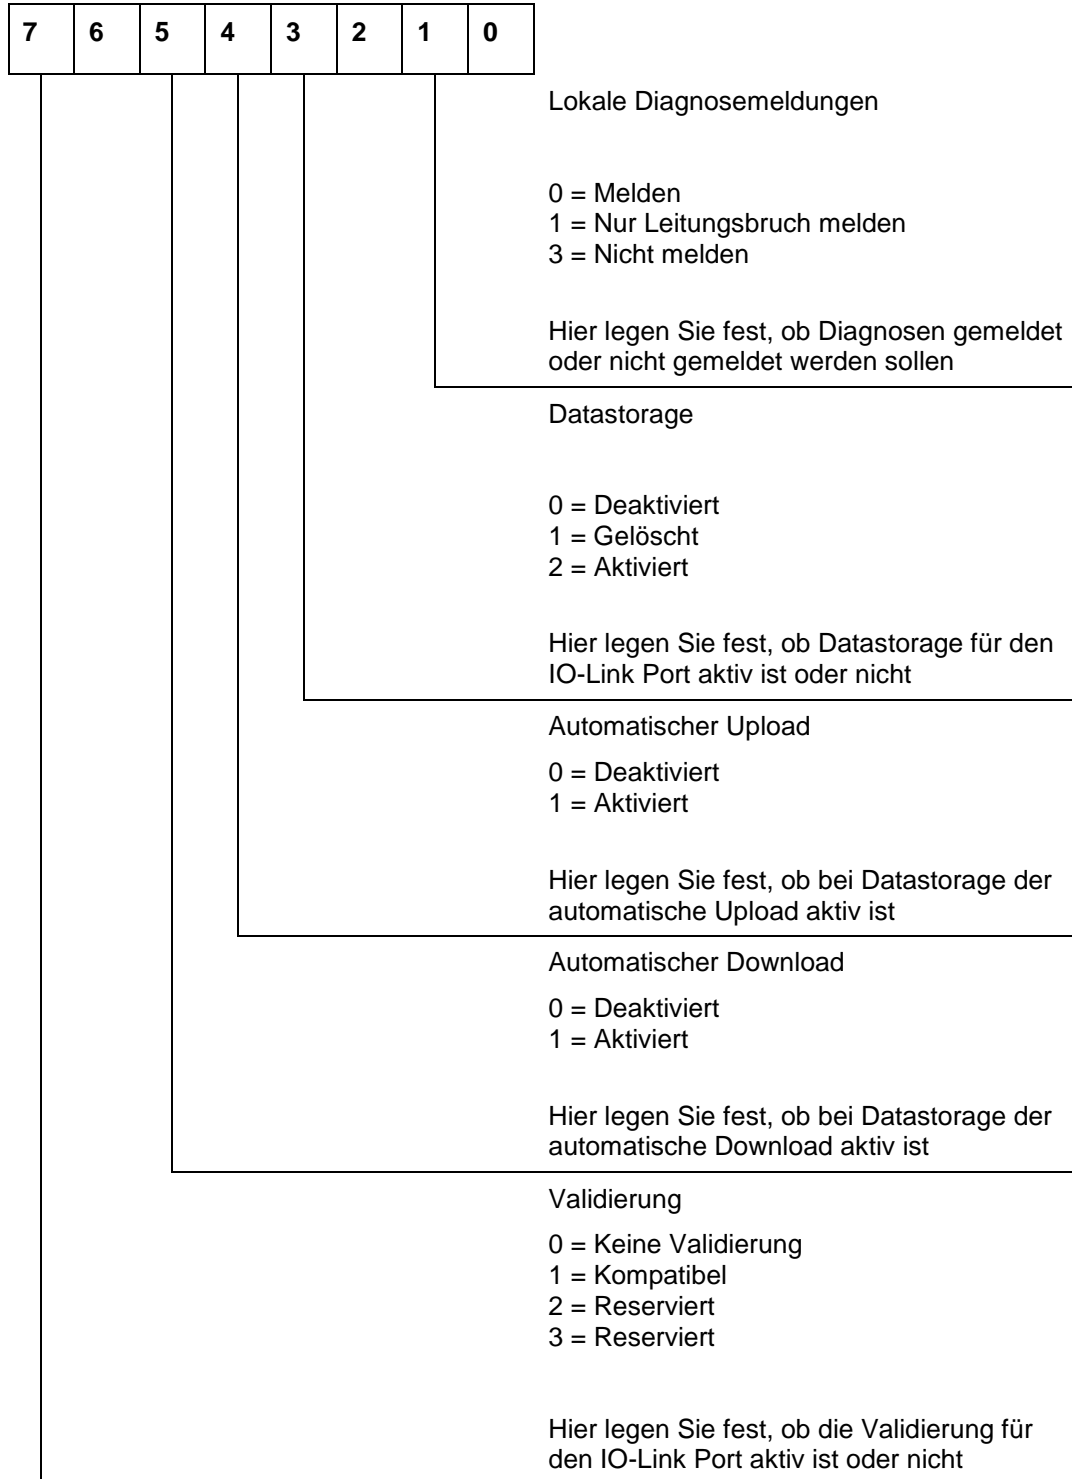 7 6 5 4 3 2 1 0
Lokale Diagnosemeldungen
0 = Melden
1 = Nur Leitungsbruch melden
3 = Nicht melden
Hier legen Sie fest, ob Diagnosen gemeldet
oder nicht gemeldet werden sollen
Datastorage
0 = Deaktiviert
1 = Gelöscht
2 = Aktiviert
Hier legen Sie fest, ob Datastorage für den
IO-Link Port aktiv ist oder nicht
Automatischer Upload
0 = Deaktiviert
1 = Aktiviert
Hier legen Sie fest, ob bei Datastorage der
automatische Upload aktiv ist
Automatischer Download
0 = Deaktiviert
1 = Aktiviert
Hier legen Sie fest, ob bei Datastorage der
automatische Download aktiv ist
Validierung
0 = Keine Validierung
1 = Kompatibel
2 = Reserviert
3 = Reserviert
Hier legen Sie fest, ob die Validierung für
den IO-Link Port aktiv ist oder nicht